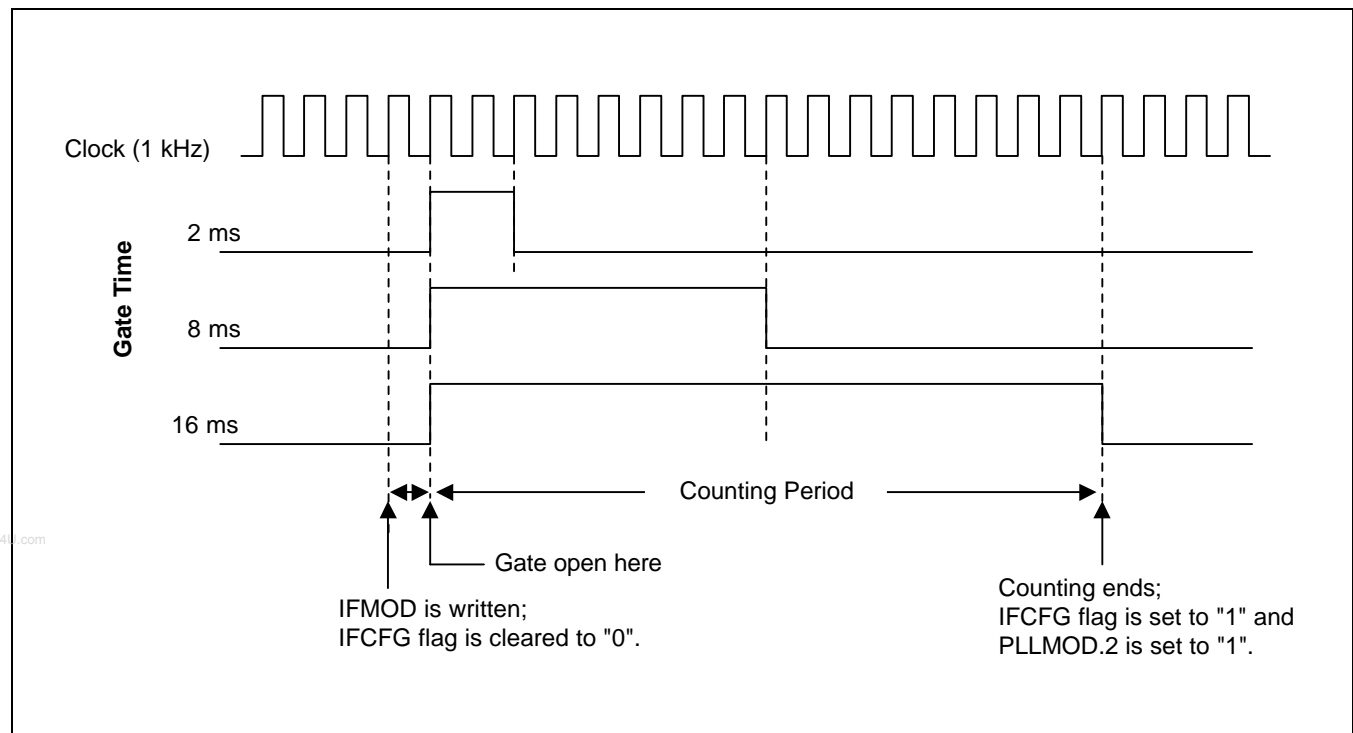 Clock (1 kHz)
Gate Time
2 ms
8 ms
16 ms
Counting Period
Gate open here
IFMOD is written;
IFCFG flag is cleared to "0".
Counting ends;
IFCFG flag is set to "1" and
PLLMOD.2 is set to "1".
4U.com